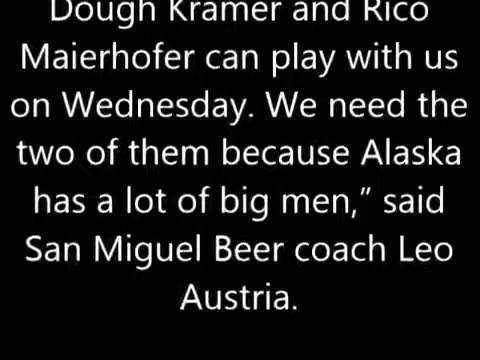 Dough Kramer and Rico
Maierhofer can play with us
on Wednesday. We need the
two of them because Alaska
has a lot of big men,” said
San Miguel Beer coach Leo
Austria.